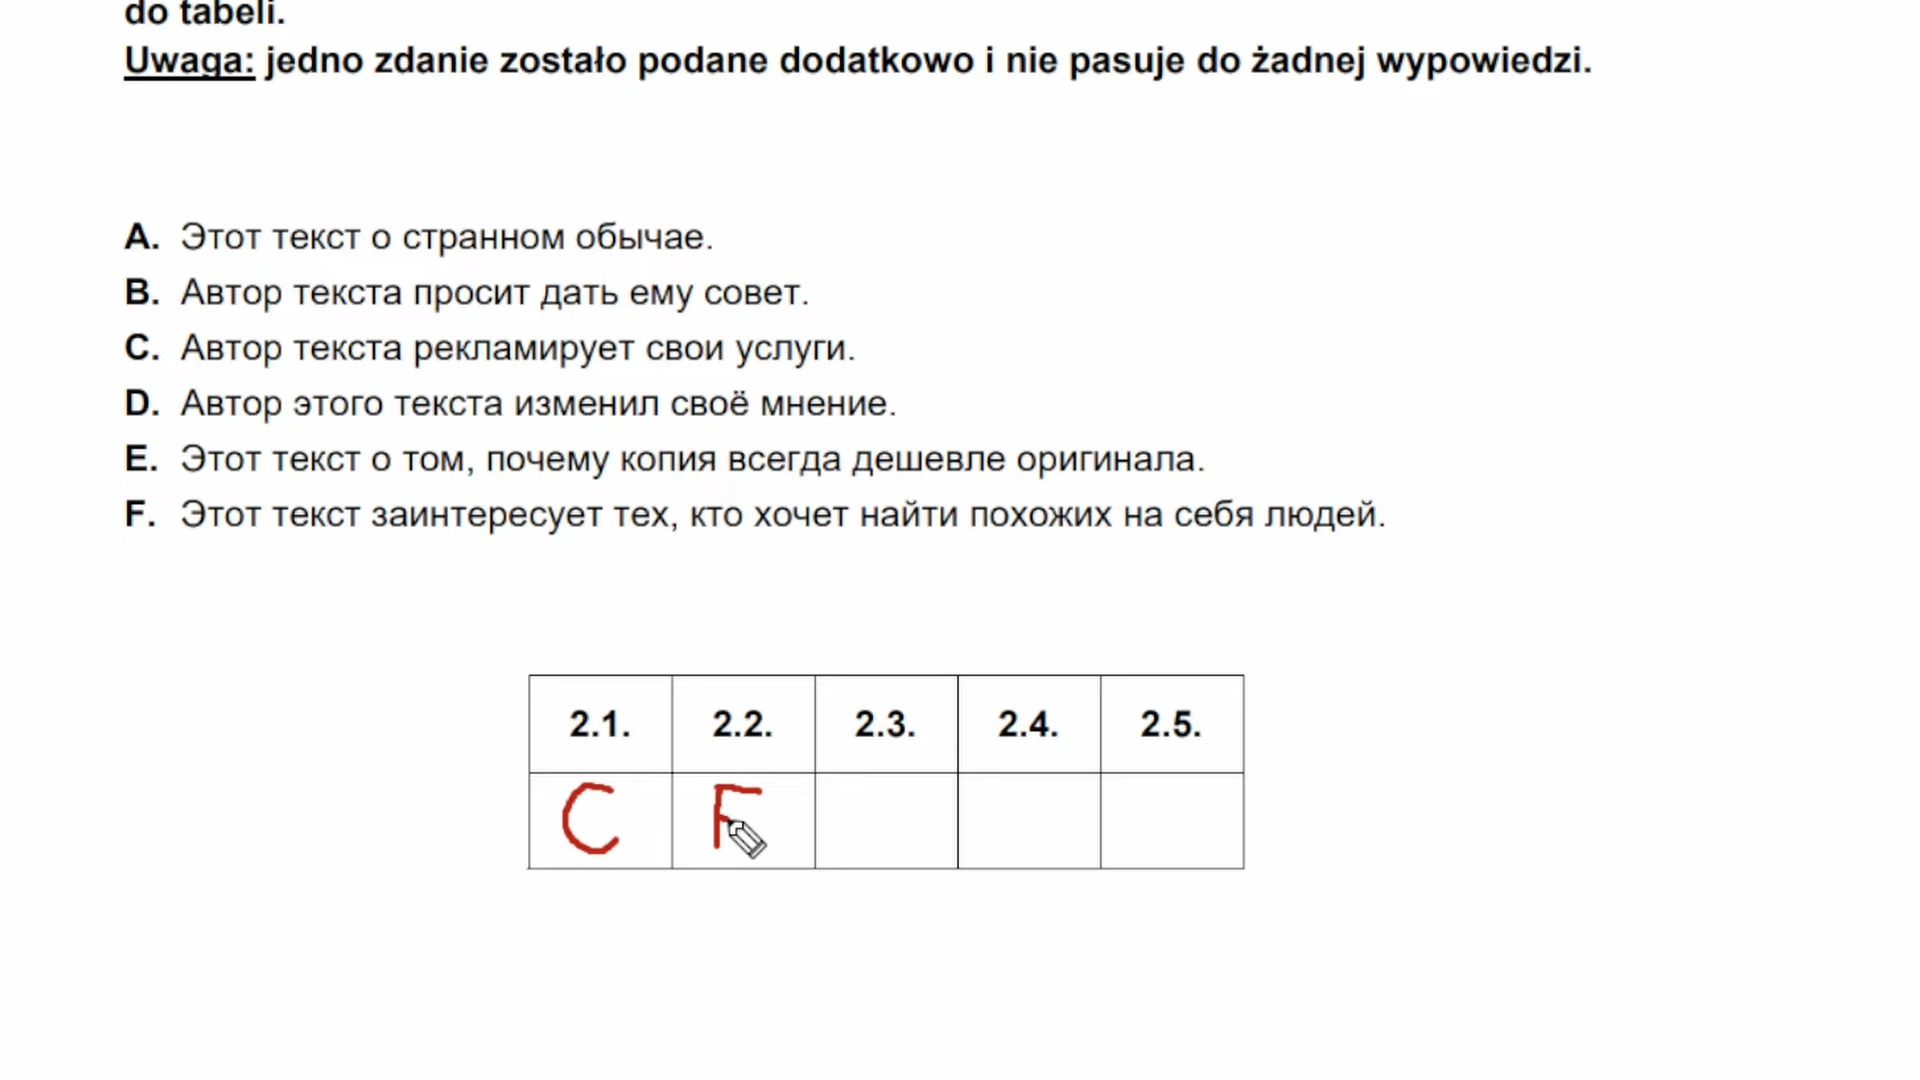 do tabeli.
Uwaga: jedno zdanie zostało podane dodatkowo i nie pasuje do żadnej wypowiedzi.
A. Этот текст о странном обычае.
B. Автор текста просит дать ему совет.
C. Автор текста рекламирует свои услуги.
D. Автор этого текста изменил своё мнение.
E. Этот текст о том, почему копия всегда дешевле оригинала.
F. Этот текст заинтересует тех, кто хочет найти похожих на себя людей.
2.1. 2.2. 2.3. 2.4. 2.5.
C F